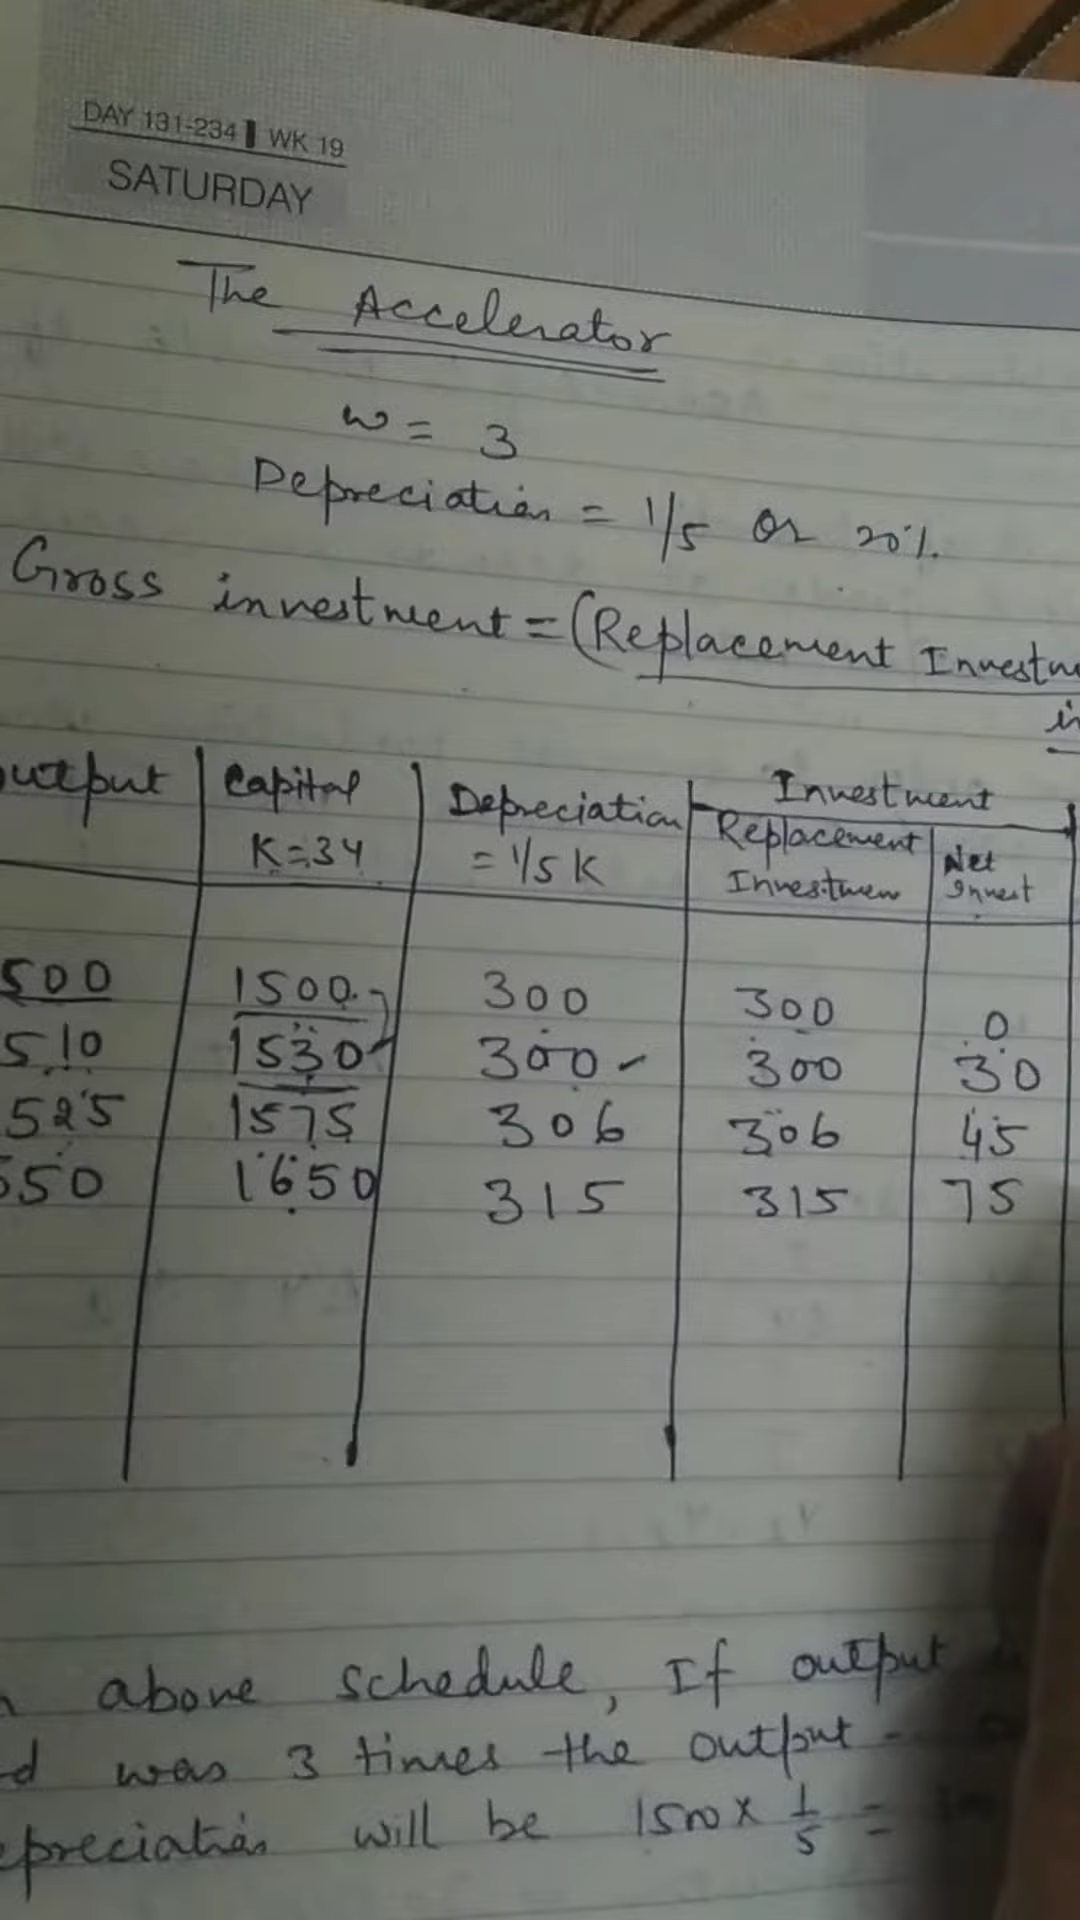 DAY 131-234 WK 19
SATURDAY
The Accelerator
w = 3
Depreciation = 1/5 or 20%.
Gross investment = (Replacement Investm
in
output Capital Depreciation Investment
K=3Y = 1/5 K Replacement Investmen Net Invest
500 1500 300 300 0
510 1530 300 300 30
525 1575 306 306 45
550 1650 315 315 75
above schedule, If output
d was 3 times the output
epreciation will be 1500 x 1/5 =